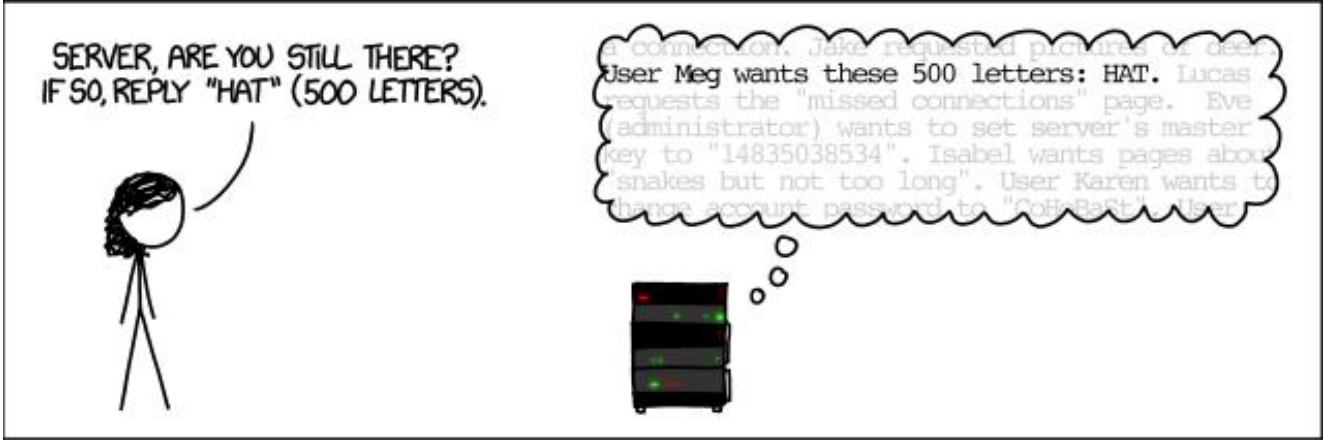 SERVER, ARE YOU STILL THERE?
IF SO, REPLY "HAT" (500 LETTERS).
a connection. Jake requested pictures of deer.
User Meg wants these 500 letters: HAT. Lucas
requests the "missed connections" page. Eve
(administrator) wants to set server's master
key to "14835038534". Isabel wants pages about
"snakes but not too long". User Karen wants to
change account password to "CoHoBaSt". User